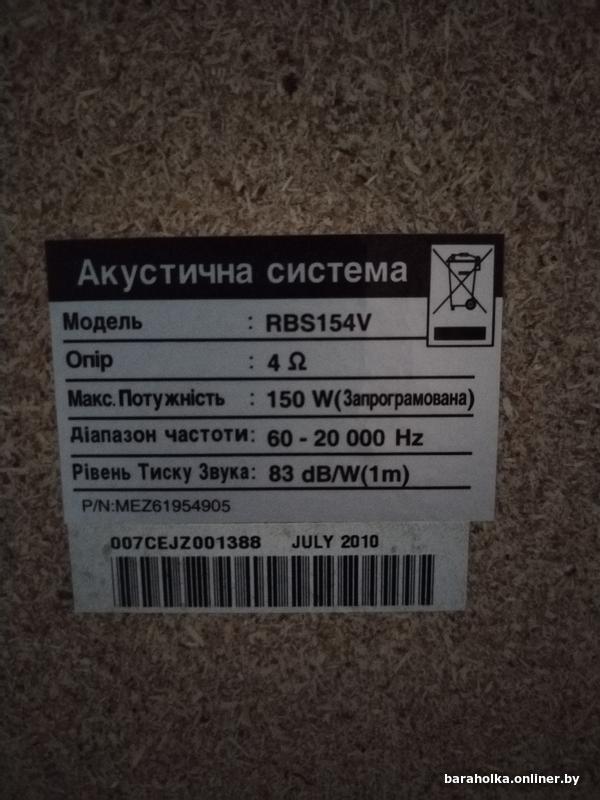 Акустична система
Модель : RBS154V
Опір : 4 Ω
Макс. Потужність : 150 W(Запрограмована)
Діапазон частоти: 60 - 20 000 Hz
Рівень Тиску Звука: 83 dB/W(1m)
P/N:MEZ61954905
007CEJZ001388 JULY 2010
baraholka.onliner.by